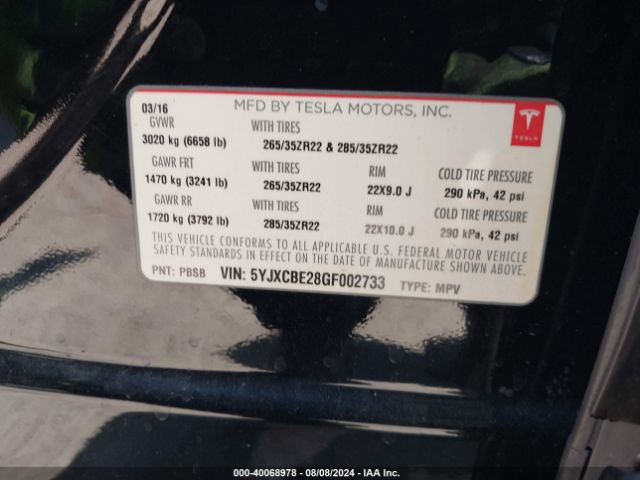 03/16 MFD BY TESLA MOTORS, INC.
GVWR WITH TIRES
3020 kg (6658 lb) 265/35ZR22 & 285/35ZR22
GAWR FRT WITH TIRES RIM COLD TIRE PRESSURE
1470 kg (3241 lb) 265/35ZR22 22X9.0 J 290 kPa, 42 psi
GAWR RR WITH TIRES RIM COLD TIRE PRESSURE
1720 kg (3792 lb) 285/35ZR22 22X10.0 J 290 kPa, 42 psi
THIS VEHICLE CONFORMS TO ALL APPLICABLE U.S. FEDERAL MOTOR VEHICLE
SAFETY STANDARDS IN EFFECT ON THE DATE OF MANUFACTURE SHOWN ABOVE.
PNT: PBSB VIN: 5YJXCBE28GF002733 TYPE: MPV
TESLA
000-40068978 - 08/08/2024 - IAA Inc.